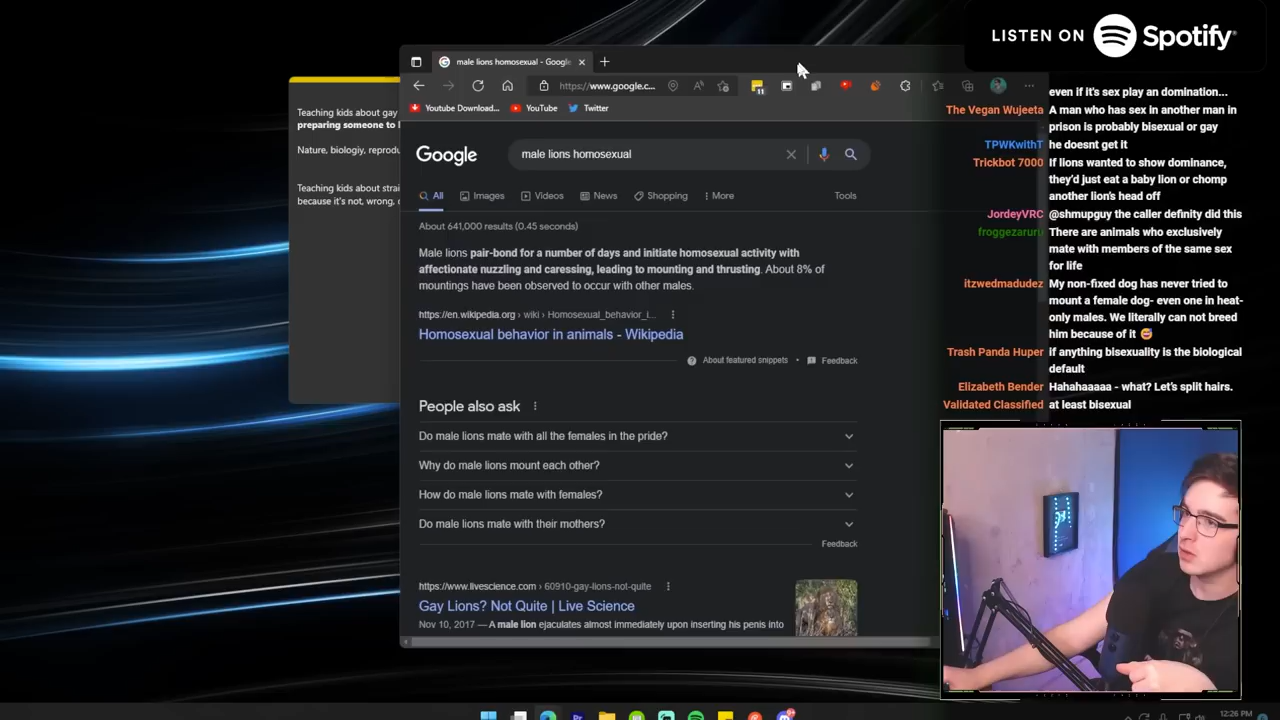 LISTEN ON Spotify
male lions homosexual - Google
https://www.google.c...
11
Youtube Download...
YouTube
Twitter
Teaching kids about gay
preparing someone to
Nature, biologiy, reprodu
Teaching kids about strai
because it's not, wrong,
Google
male lions homosexual
All
Images
Videos
News
Shopping
More
Tools
About 641,000 results (0.45 seconds)
Male lions pair-bond for a number of days and initiate homosexual activity with
affectionate nuzzling and caressing, leading to mounting and thrusting. About 8% of
mountings have been observed to occur with other males.
https://en.wikipedia.org › wiki › Homosexual_behavior_i...
Homosexual behavior in animals - Wikipedia
About featured snippets
Feedback
People also ask
Do male lions mate with all the females in the pride?
Why do male lions mount each other?
How do male lions mate with females?
Do male lions mate with their mothers?
Feedback
https://www.livescience.com › 60910-gay-lions-not-quite
Gay Lions? Not Quite | Live Science
Nov 10, 2017 — A male lion ejaculates almost immediately upon inserting his penis into
even if it's sex play an domination...
The Vegan Wujeeta A man who has sex in another man in
prison is probably bisexual or gay
TPWKwithT he doesnt get it
Trickbot 7000 If lions wanted to show dominance,
they'd just eat a baby lion or chomp
another lion's head off
JordeyVRC @shmupguy the caller definity did this
froggezaruru There are animals who exclusively
mate with members of the same sex
for life
itzwedmadudez My non-fixed dog has never tried to
mount a female dog- even one in heat-
only males. We literally can not breed
him because of it 😅
Trash Panda Huper if anything bisexuality is the biological
default
Elizabeth Bender Hahahaaaaa - what? Let's split hairs.
Validated Classified at least bisexual
12:26 PM